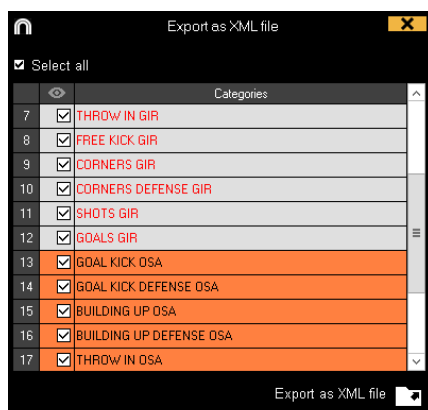 Export as XML file
Select all
Categories
7 THROW IN GIR
8 FREE KICK GIR
9 CORNERS GIR
10 CORNERS DEFENSE GIR
11 SHOTS GIR
12 GOALS GIR
13 GOAL KICK OSA
14 GOAL KICK DEFENSE OSA
15 BUILDING UP OSA
16 BUILDING UP DEFENSE OSA
17 THROW IN OSA
Export as XML file